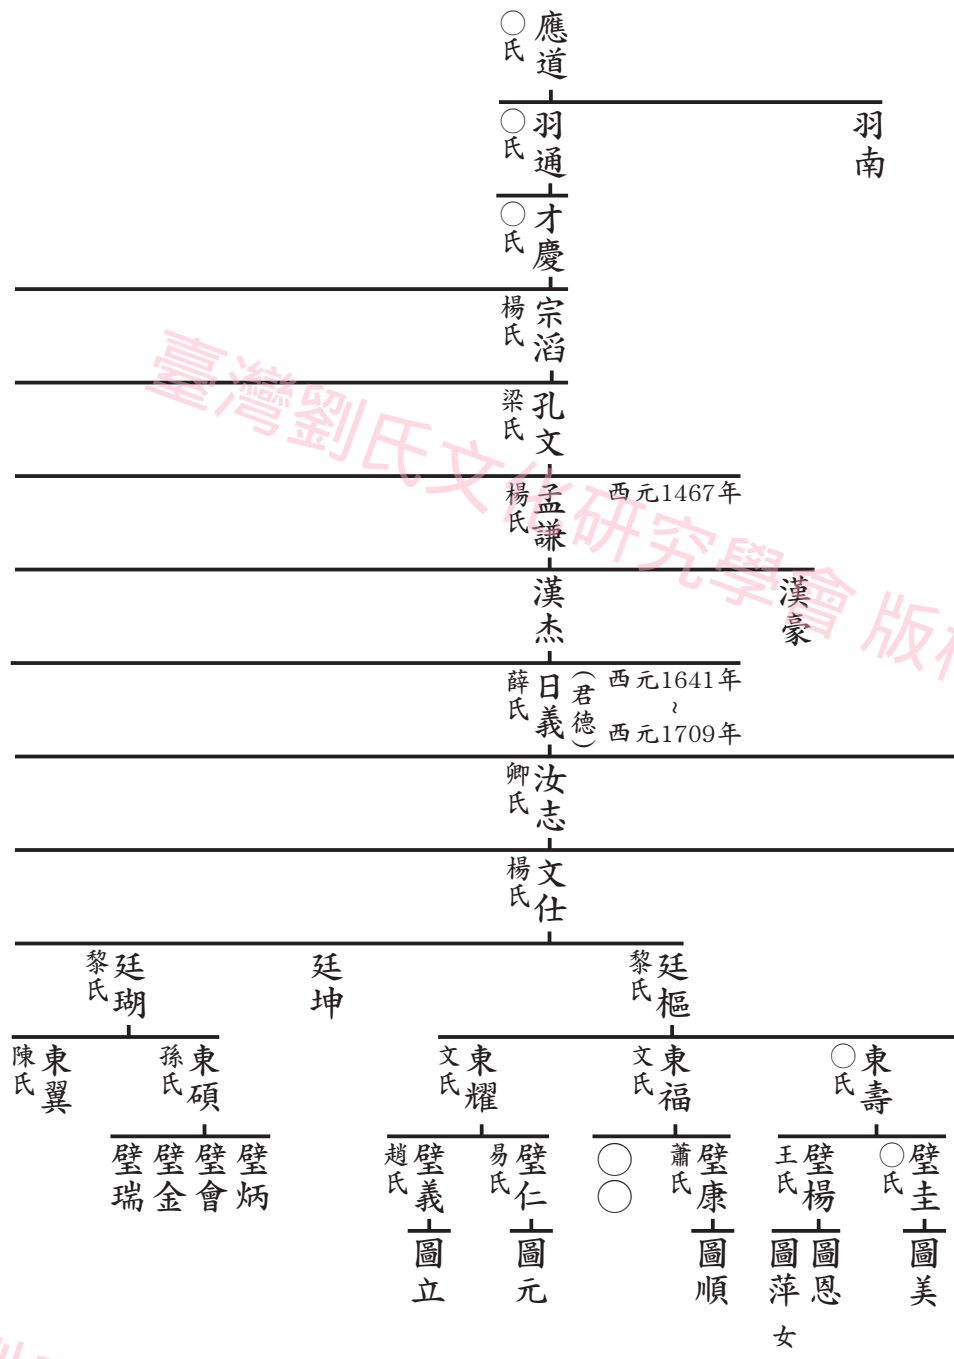 應道
○氏
羽南
羽通
○氏
才慶
○氏
宗滔
楊氏
孔文
梁氏
西元1467年
孟謙
楊氏
漢豪
漢杰
西元1641年
~
西元1709年
(君德)
日義
薛氏
汝志
卿氏
文仕
楊氏
廷樞
黎氏
廷坤
廷瑚
黎氏
東壽
○氏
東福
文氏
東耀
文氏
東碩
孫氏
東翼
陳氏
壁圭
○氏
壁楊
王氏
壁康
蕭氏
○○
壁仁
易氏
壁義
趙氏
壁炳
壁會
壁金
壁瑞
圖美
圖恩
圖萍
女
圖順
圖元
圖立
臺灣劉氏文化研究學會 版